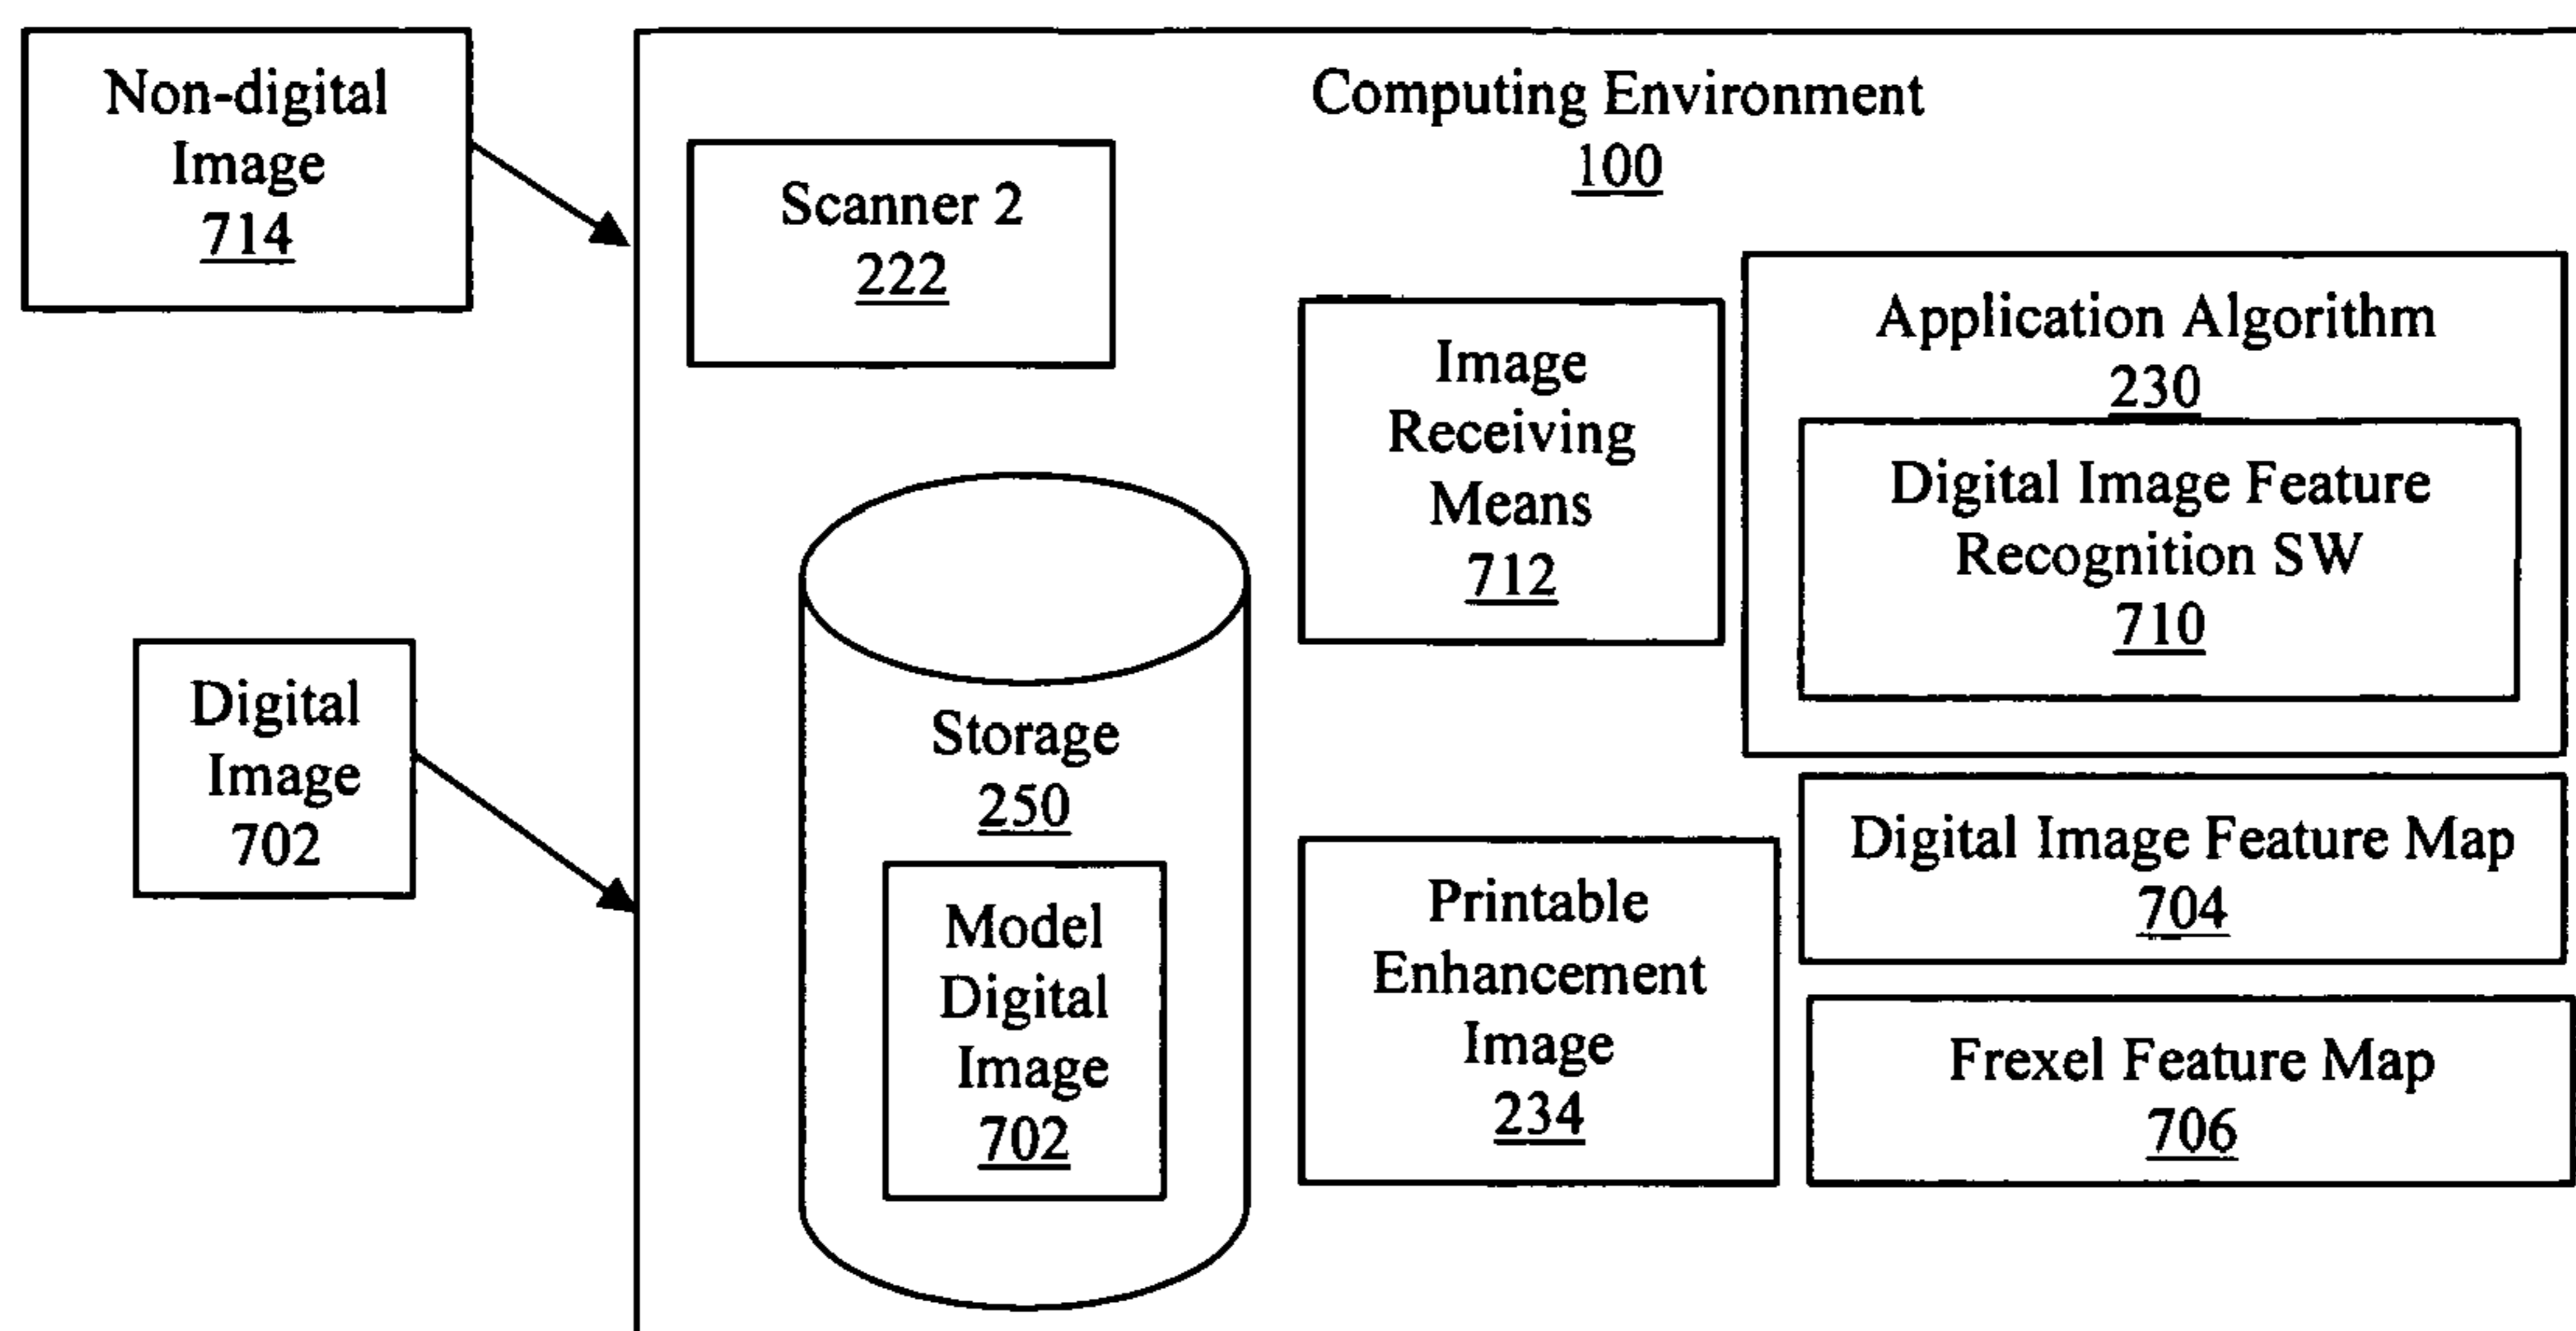 Non-digital
Image
714
Computing Environment
100
Scanner 2
222
Image
Receiving
Means
712
Application Algorithm
230
Digital Image Feature
Recognition SW
710
Digital
Image
702
Storage
250
Model
Digital
Image
702
Printable
Enhancement
Image
234
Digital Image Feature Map
704
Frexel Feature Map
706